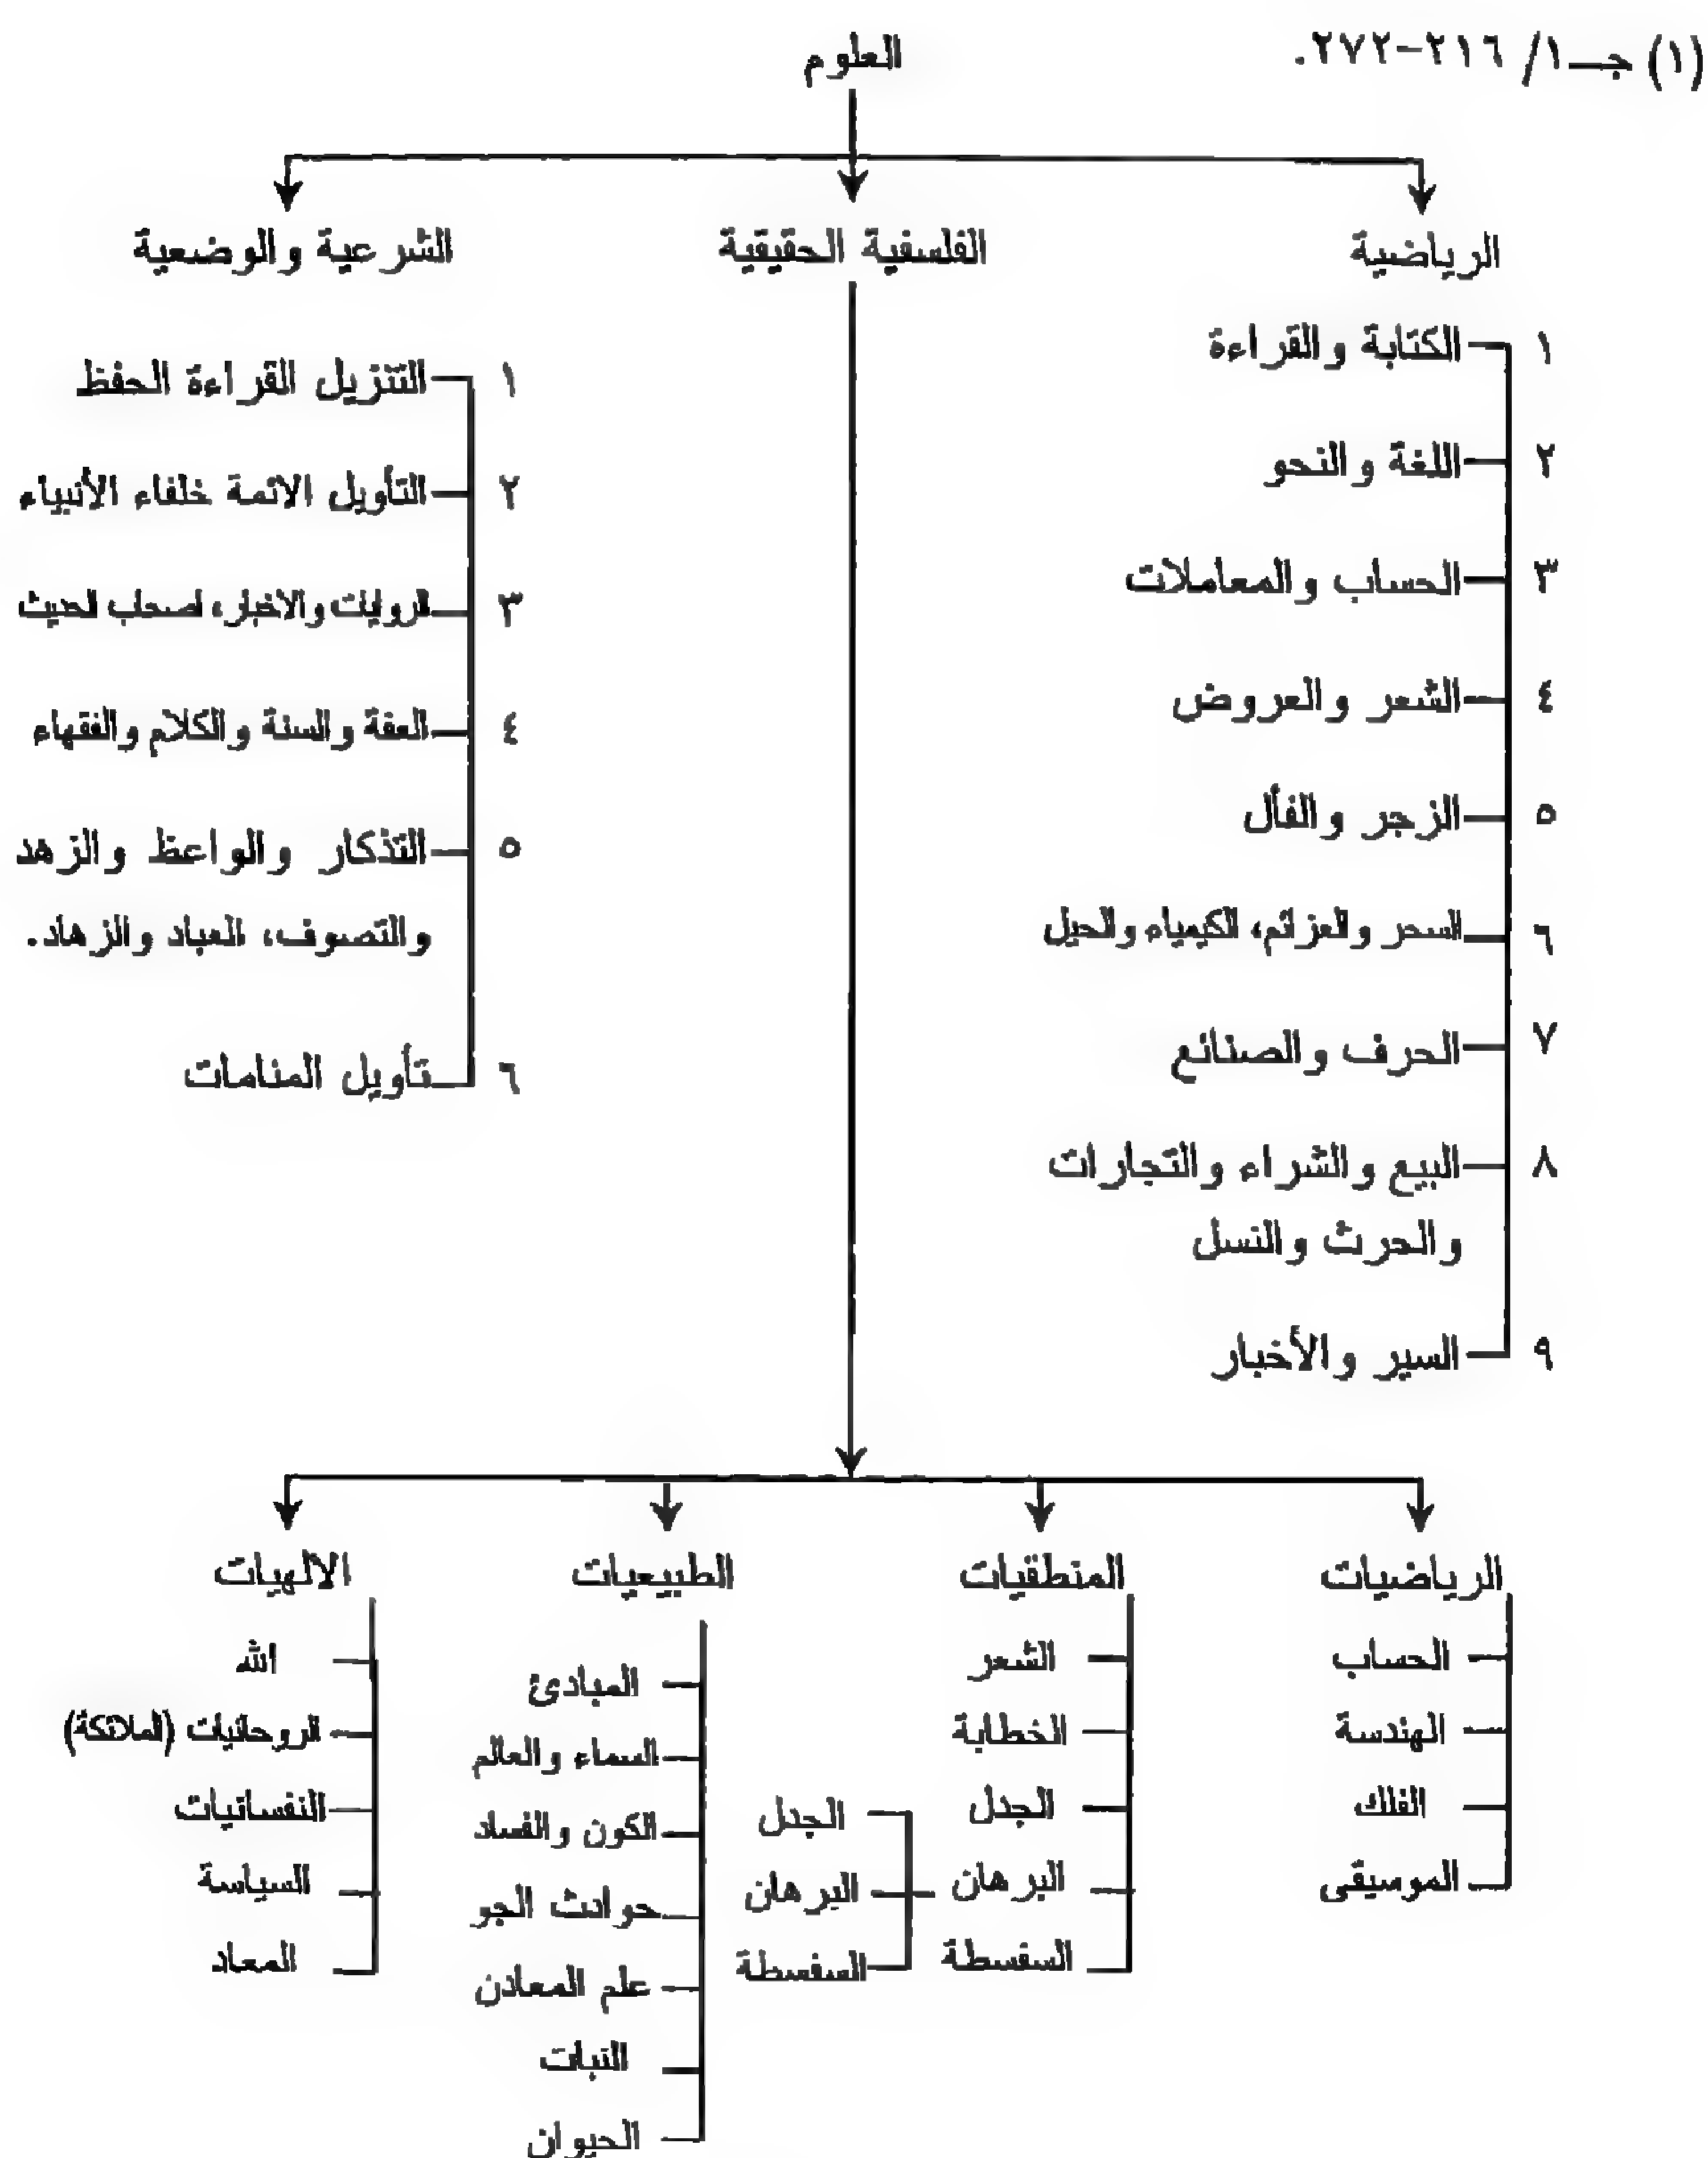 (١) جـ١/ ٢١٦-٢٧٢.
العلوم
الرياضية
١ الكتابة والقراءة
٢ اللغة والنحو
٣ الحساب والمعاملات
٤ الشعر والعروض
٥ الزجر والفأل
٦ السحر والعزائم، الكيمياء والحيل
٧ الحرف والصنائع
٨ البيع والشراء والتجارات
والحرث والنسل
٩ السير والأخبار
الفلسفية الحقيقية
الشرعية والوضعية
١ التنزيل القراءة الحفظ
٢ التأويل الائمة خلفاء الأنبياء
٣ الروايات والاخبار، اصحاب الحديث
٤ العفة والسنة والكلام والفقهاء
٥ التذكار والواعظ والزهد
والتصوف، العباد والزهاد.
٦ تأويل المنامات
الرياضيات
الحساب
الهندسة
الفلك
الموسيقى
المنطقيات
الشعر
الخطابة
الجدل
البرهان
السفسطة
الجدل
البرهان
السفسطة
الطبيعيات
المبادئ
السماء والعالم
الكون والفساد
حوادث الجو
علم المعادن
النبات
الحيوان
الالهيات
الله
الروحانيات (الملائكة)
النفسانيات
السياسة
المعاد